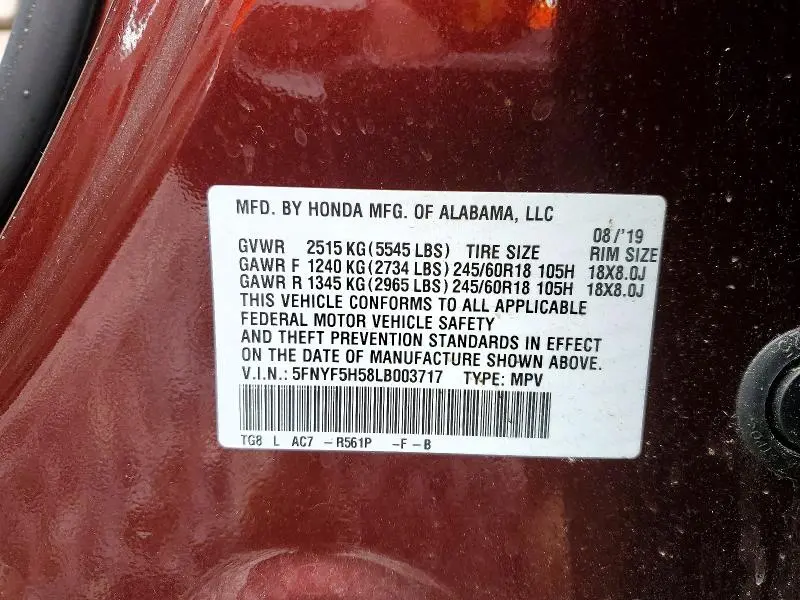 MFD. BY HONDA MFG. OF ALABAMA, LLC
08/'19
GVWR 2515 KG (5545 LBS) TIRE SIZE RIM SIZE
GAWR F 1240 KG (2734 LBS) 245/60R18 105H 18X8.0J
GAWR R 1345 KG (2965 LBS) 245/60R18 105H 18X8.0J
THIS VEHICLE CONFORMS TO ALL APPLICABLE
FEDERAL MOTOR VEHICLE SAFETY
AND THEFT PREVENTION STANDARDS IN EFFECT
ON THE DATE OF MANUFACTURE SHOWN ABOVE.
V.I.N.: 5FNYF5H58LB003717 TYPE: MPV
TG8 L AC7 -R561P -F-B